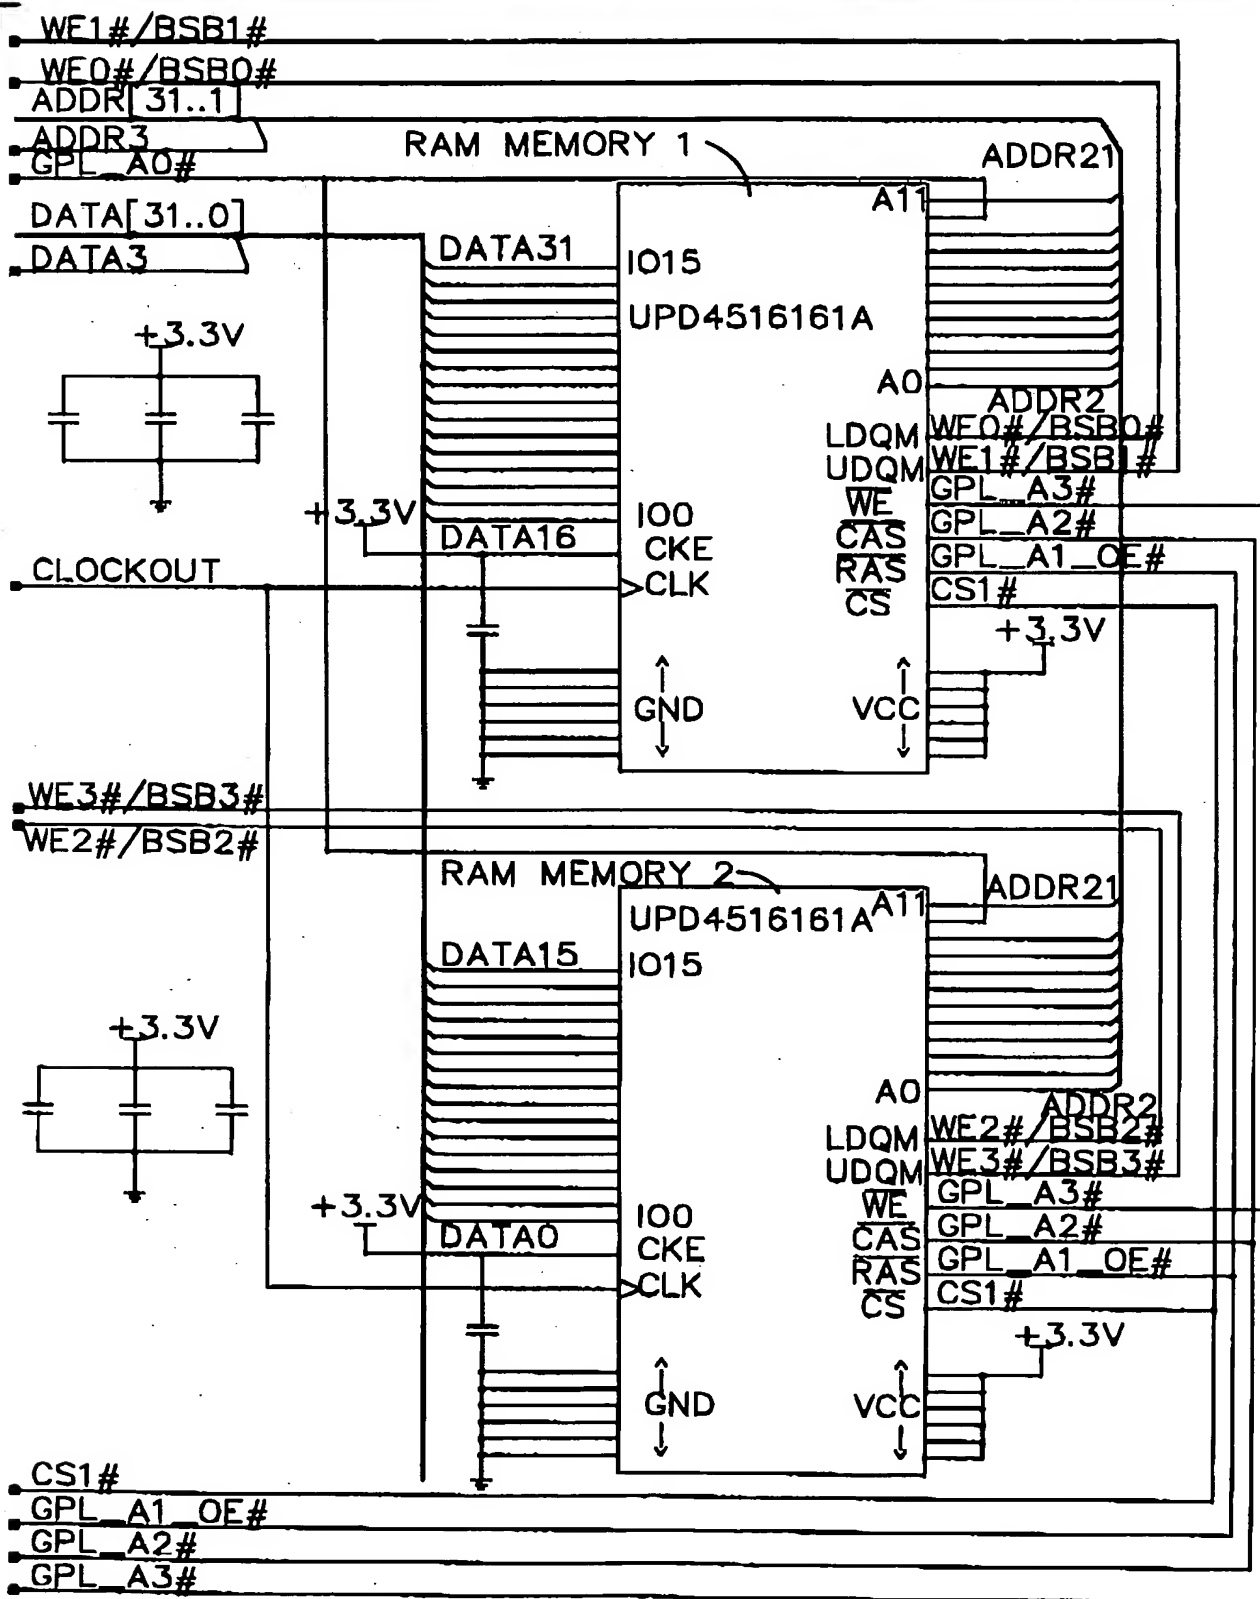 WE1#/BSB1#
WE0#/BSB0#
ADDR[31..1]
ADDR3
GPL_A0#
RAM MEMORY 1
ADDR21
A11
DATA[31..0]
DATA3
DATA31
IO15
UPD4516161A
+3.3V
A0
ADDR2
LDQM WE0#/BSB0#
UDQM WE1#/BSB1#
WE GPL_A3#
CAS GPL_A2#
RAS GPL_A1_OE#
CS CS1#
+3.3V
IO0
DATA16
CKE
CLOCKOUT
CLK
+3.3V
GND
VCC
WE3#/BSB3#
WE2#/BSB2#
RAM MEMORY 2
ADDR21
A11
UPD4516161A
DATA15
IO15
+3.3V
A0
ADDR2
LDQM WE2#/BSB2#
UDQM WE3#/BSB3#
WE GPL_A3#
CAS GPL_A2#
RAS GPL_A1_OE#
CS CS1#
+3.3V
IO0
DATA0
CKE
CLK
+3.3V
GND
VCC
CS1#
GPL_A1_OE#
GPL_A2#
GPL_A3#